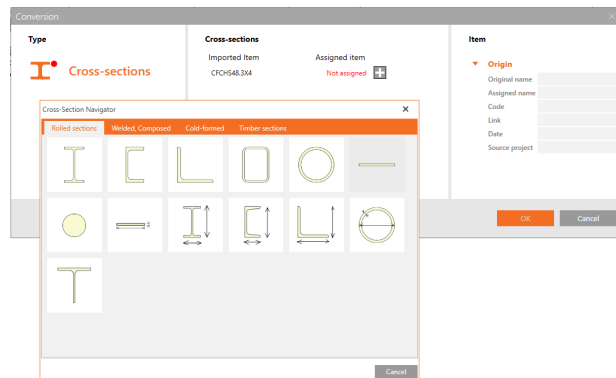 Conversion
Type
Cross-sections
Item
Imported Item
Assigned item
Cross-sections
CFCHS48.3X4
Not assigned
Origin
Original name
Assigned name
Code
Link
Date
Source project
Cross-Section Navigator
Rolled sections
Welded, Composed
Cold-formed
Timber sections
OK
Cancel
Cancel